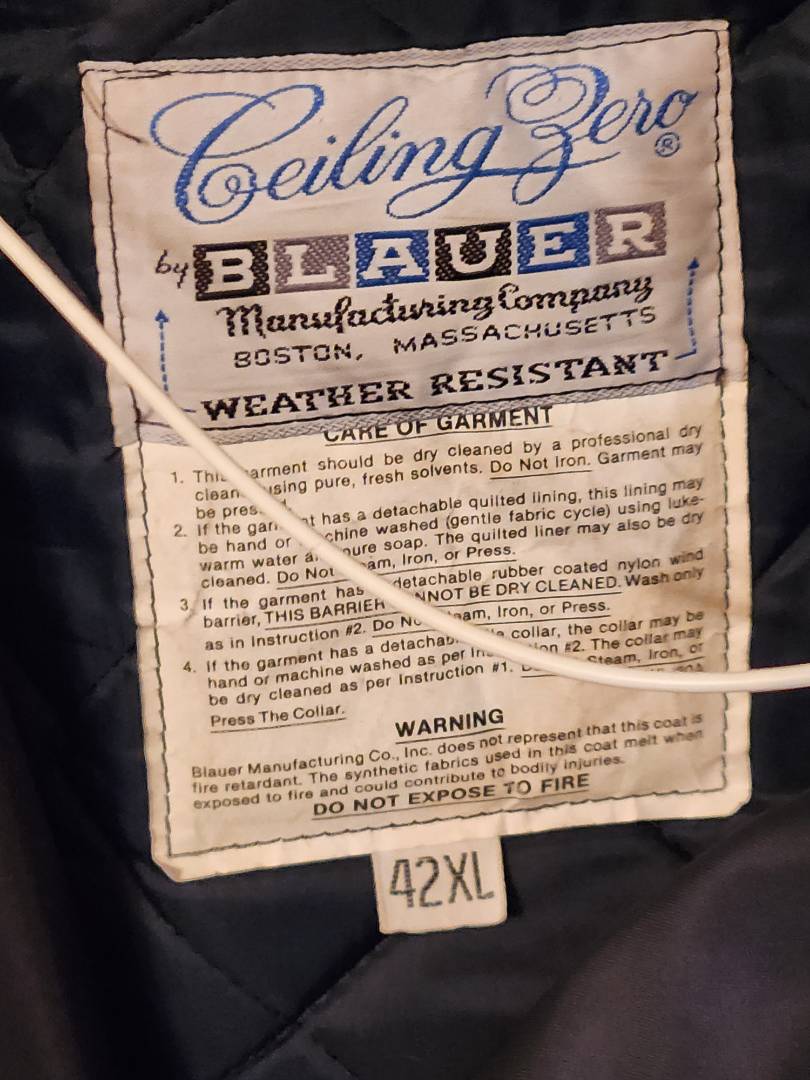 Ceiling Zero ®
by BLAUER
Manufacturing Company
BOSTON, MASSACHUSETTS
WEATHER RESISTANT
CARE OF GARMENT
1. This garment should be dry cleaned by a professional dry
using pure, fresh solvents. Do Not Iron. Garment may
be
2. If the has a detachable quilted lining, this lining may
be hand or washed (gentle fabric cycle) using luke-
warm water pure soap. The quilted liner may also be dry
cleaned. Do Not Iron, or Press.
3. If the garment has detachable rubber coated nylon wind
barrier, THIS BARRIER BE DRY CLEANED. Wash only
as in Instruction #2. Do Iron, or Press.
4. If the garment has a collar, the collar may be
hand or machine washed as per #2. The collar may
be dry cleaned as per Instruction #1. Steam, Iron, or
Press The Collar.
WARNING
Blauer Manufacturing Co., Inc. does not represent that this coat is
fire retardant. The synthetic fabrics used in this coat melt when
exposed to fire and could contribute to bodily injuries.
DO NOT EXPOSE TO FIRE
42XL